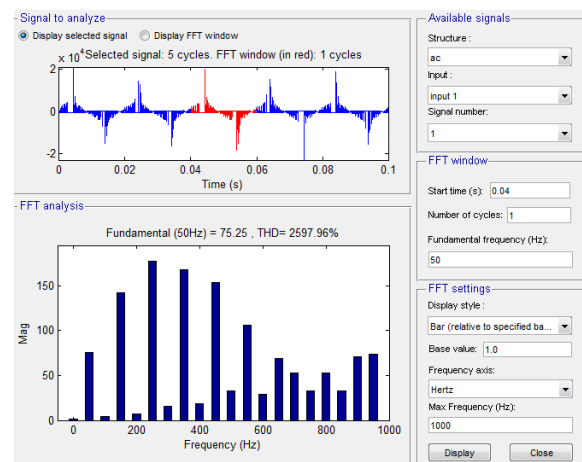 Signal to analyze
Display selected signal Display FFT window
x 10^4 Selected signal: 5 cycles. FFT window (in red): 1 cycles
2
0
-2
0 0.02 0.04 0.06 0.08 0.1
Time (s)
FFT analysis
Fundamental (50Hz) = 75.25 , THD= 2597.96%
150
100
50
0
Mag
0 200 400 600 800 1000
Frequency (Hz)
Available signals
Structure :
ac
Input :
input 1
Signal number:
1
FFT window
Start time (s): 0.04
Number of cycles: 1
Fundamental frequency (Hz):
50
FFT settings
Display style :
Bar (relative to specified ba...
Base value: 1.0
Frequency axis:
Hertz
Max Frequency (Hz):
1000
Display Close